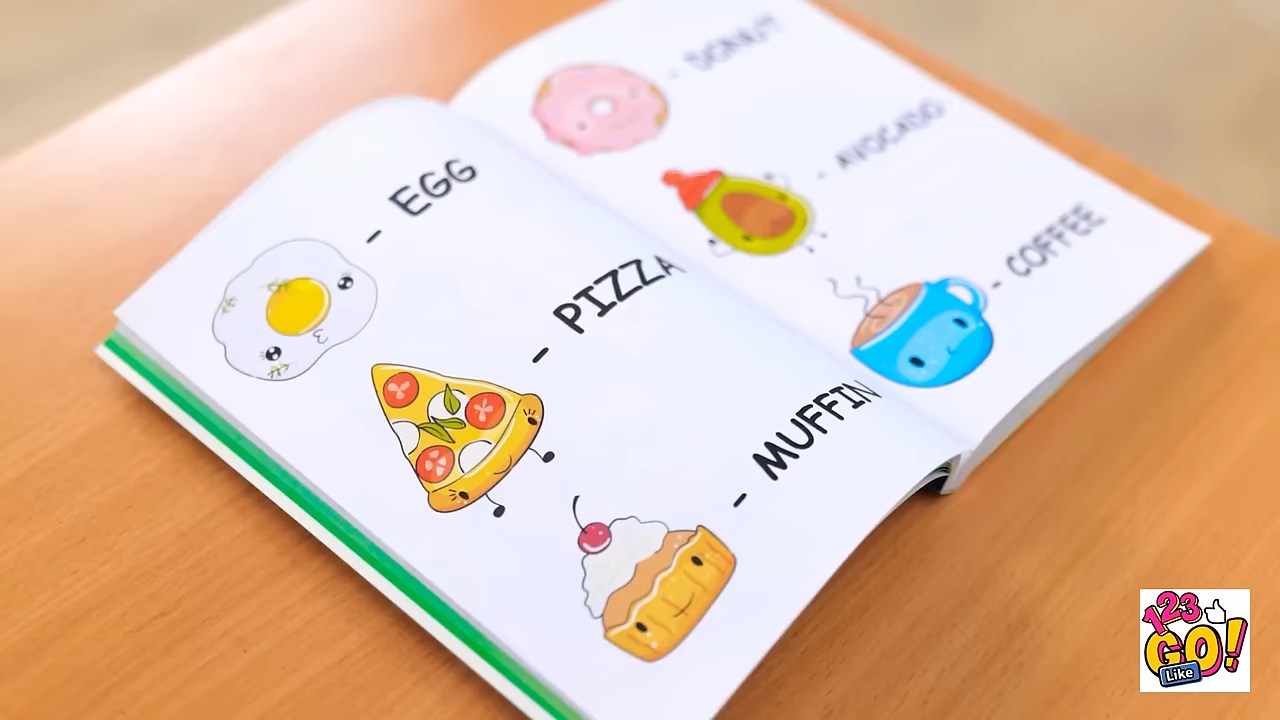 - EGG
- PIZZA
- MUFFIN
- DONUT
- AVOCADO
- COFFEE
123
GO!
Like